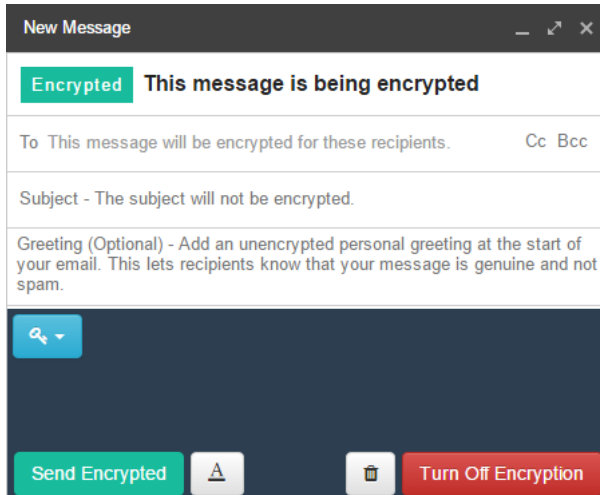 New Message
Encrypted This message is being encrypted
To This message will be encrypted for these recipients. Cc Bcc
Subject - The subject will not be encrypted.
Greeting (Optional) - Add an unencrypted personal greeting at the start of
your email. This lets recipients know that your message is genuine and not
spam.
Send Encrypted A Turn Off Encryption